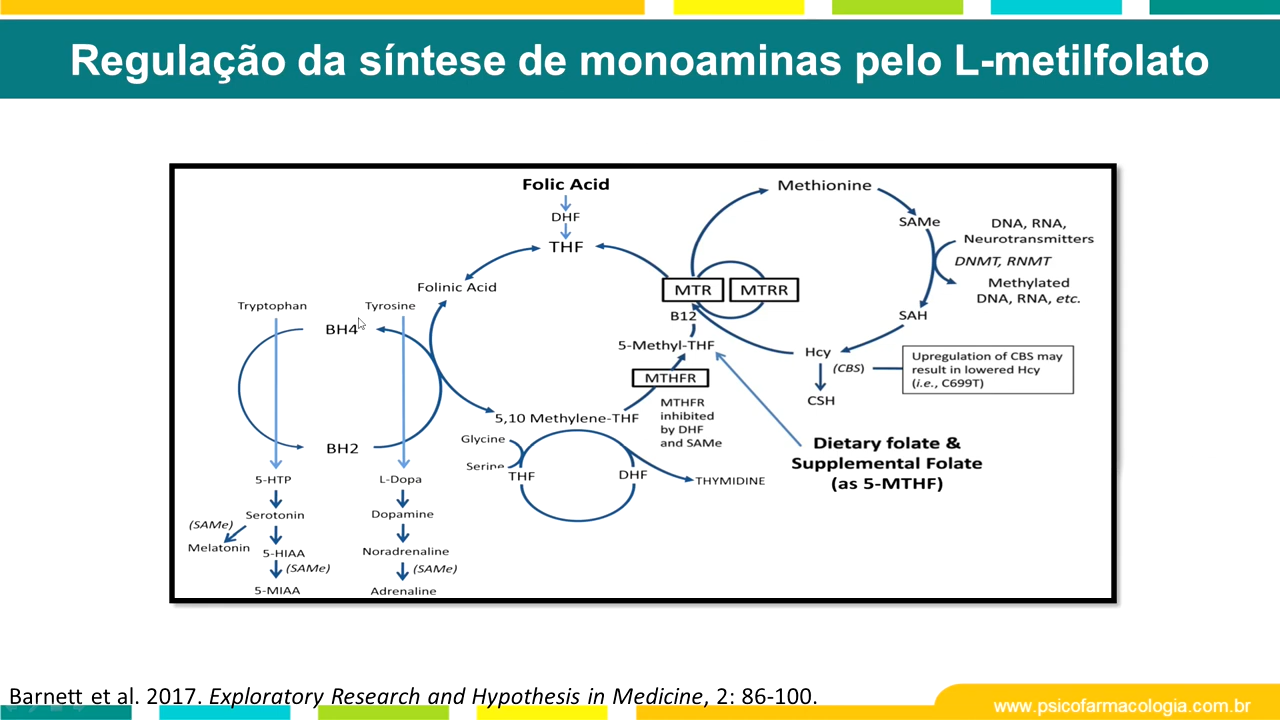 Regulação da síntese de monoaminas pelo L-metilfolato
Folic Acid
DHF
THF
Methionine
SAMe
DNA, RNA,
Neurotransmitters
DNMT, RNMT
Methylated
DNA, RNA, etc.
SAH
MTR
MTRR
B12
Folinic Acid
Tryptophan
Tyrosine
BH4
5-Methyl-THF
Hcy
(CBS)
CSH
Upregulation of CBS may
result in lowered Hcy
(i.e., C699T)
MTHFR
MTHFR
inhibited
by DHF
and SAMe
5,10 Methylene-THF
BH2
Glycine
Serine
THF
DHF
THYMIDINE
Dietary folate &
Supplemental Folate
(as 5-MTHF)
5-HTP
L-Dopa
Serotonin
Dopamine
(SAMe)
Melatonin
5-HIAA
Noradrenaline
(SAMe)
(SAMe)
5-MIAA
Adrenaline
Barnett et al. 2017. Exploratory Research and Hypothesis in Medicine, 2: 86-100.
www.psicofarmacologia.com.br